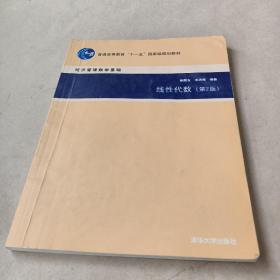 普通高等教育“十一五”国家级规划教材
经济管理数学基础
编著
线性代数（第2版）
清华大学出版社